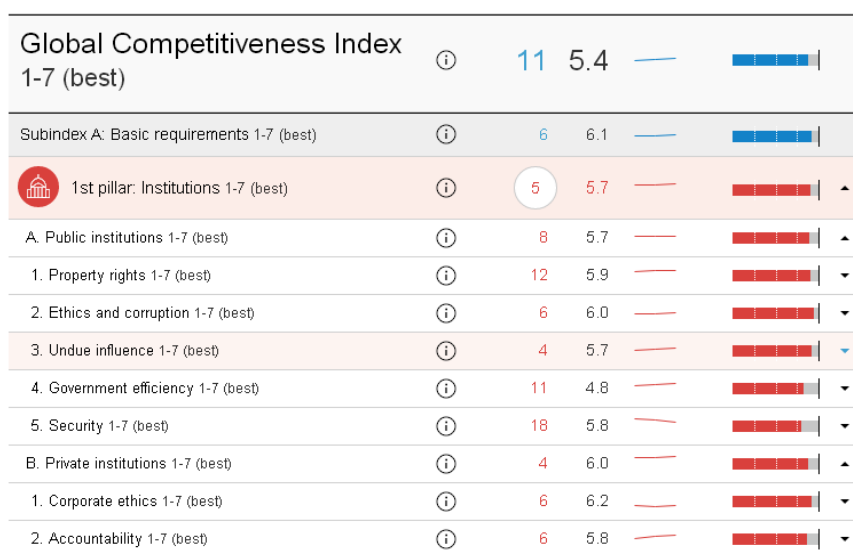 Global Competitiveness Index
1-7 (best) 11 5.4
Subindex A: Basic requirements 1-7 (best) 6 6.1
1st pillar: Institutions 1-7 (best) 5 5.7
A. Public institutions 1-7 (best) 8 5.7
1. Property rights 1-7 (best) 12 5.9
2. Ethics and corruption 1-7 (best) 6 6.0
3. Undue influence 1-7 (best) 4 5.7
4. Government efficiency 1-7 (best) 11 4.8
5. Security 1-7 (best) 18 5.8
B. Private institutions 1-7 (best) 4 6.0
1. Corporate ethics 1-7 (best) 6 6.2
2. Accountability 1-7 (best) 6 5.8